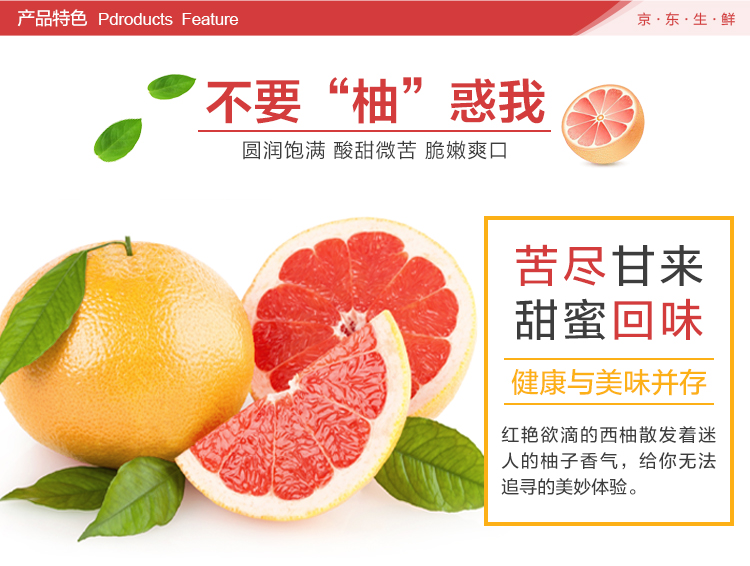 产品特色 Pdroducts Feature
京·东·生·鲜
不要“柚”惑我
圆润饱满 酸甜微苦 脆嫩爽口
苦尽甘来
甜蜜回味
健康与美味并存
红艳欲滴的西柚散发着迷
人的柚子香气，给你无法
追寻的美妙体验。